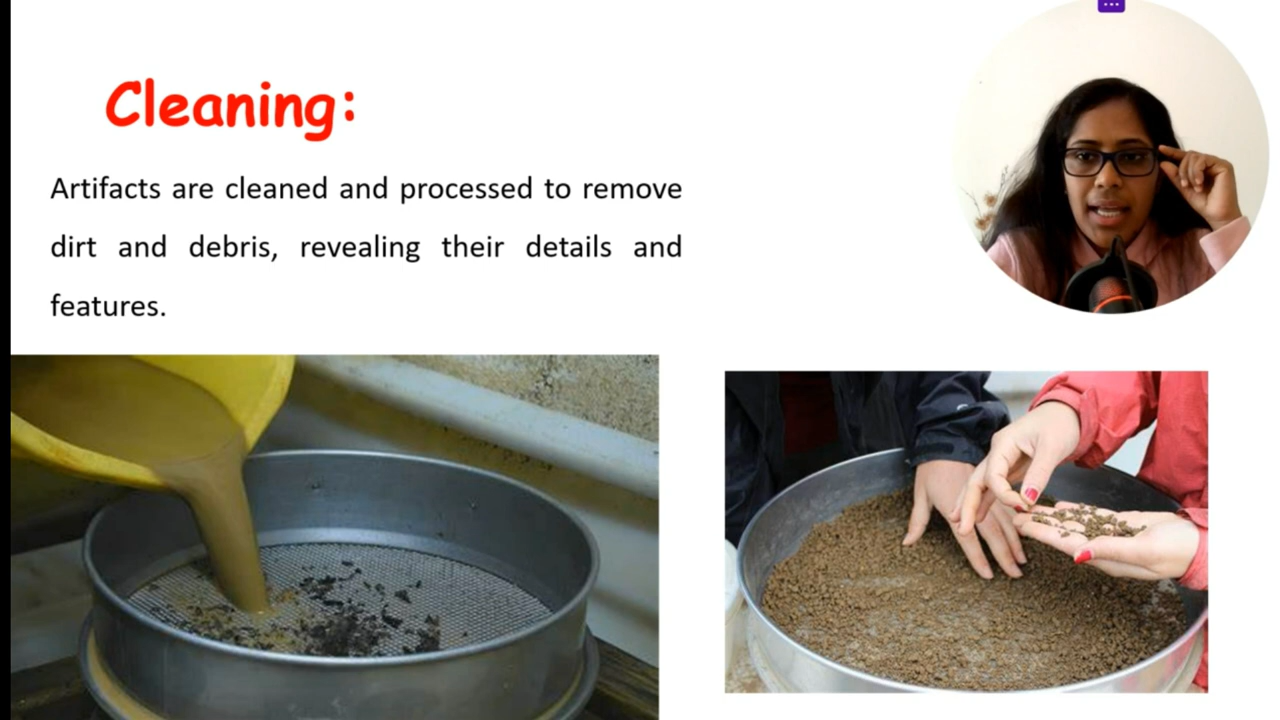 Cleaning:
Artifacts are cleaned and processed to remove
dirt and debris, revealing their details and
features.